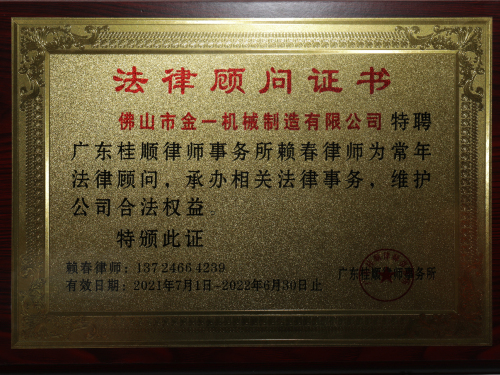 法律顾问证书
佛山市金一机械制造有限公司特聘
广东桂顺律师事务所赖春律师为常年
法律顾问，承办相关法律事务，维护
公司合法权益
特颁此证
赖春律师：13724664239
广东桂顺律师事务所
有效日期：2021年7月1日-2022年6月30日止